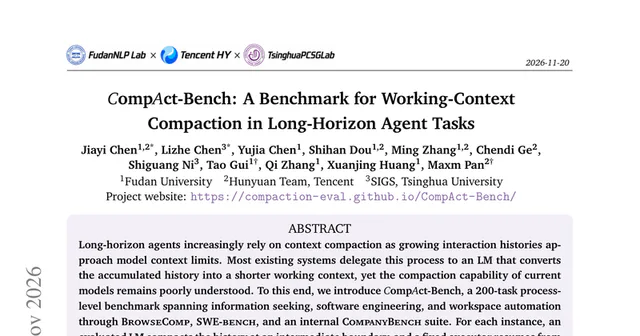 FudanNLP Lab × Tencent HY × TsinghuaPCSGLab
2026-11-20
CompAct-Bench: A Benchmark for Working-Context
Compaction in Long-Horizon Agent Tasks
Jiayi Chen1,2*, Lizhe Chen3*, Yujia Chen1, Shihan Dou1,2, Ming Zhang1,2, Chendi Ge2,
Shiguang Ni3, Tao Gui1†, Qi Zhang1, Xuanjing Huang1, Maxm Pan2†
1Fudan University 2Hunyuan Team, Tencent 3SIGS, Tsinghua University
Project website: https://compaction-eval.github.io/CompAct-Bench/
ABSTRACT
Long-horizon agents increasingly rely on context compaction as growing interaction histories ap-
proach model context limits. Most existing systems delegate this process to an LM that converts
the accumulated history into a shorter working context, yet the compaction capability of current
models remains poorly understood. To this end, we introduce CompAct-Bench, a 200-task process-
level benchmark spanning information seeking, software engineering, and workspace automation
through BROWSECOMP, SWE-BENCH, and an internal COMPANYBENCH suite. For each instance, an
ov 2026